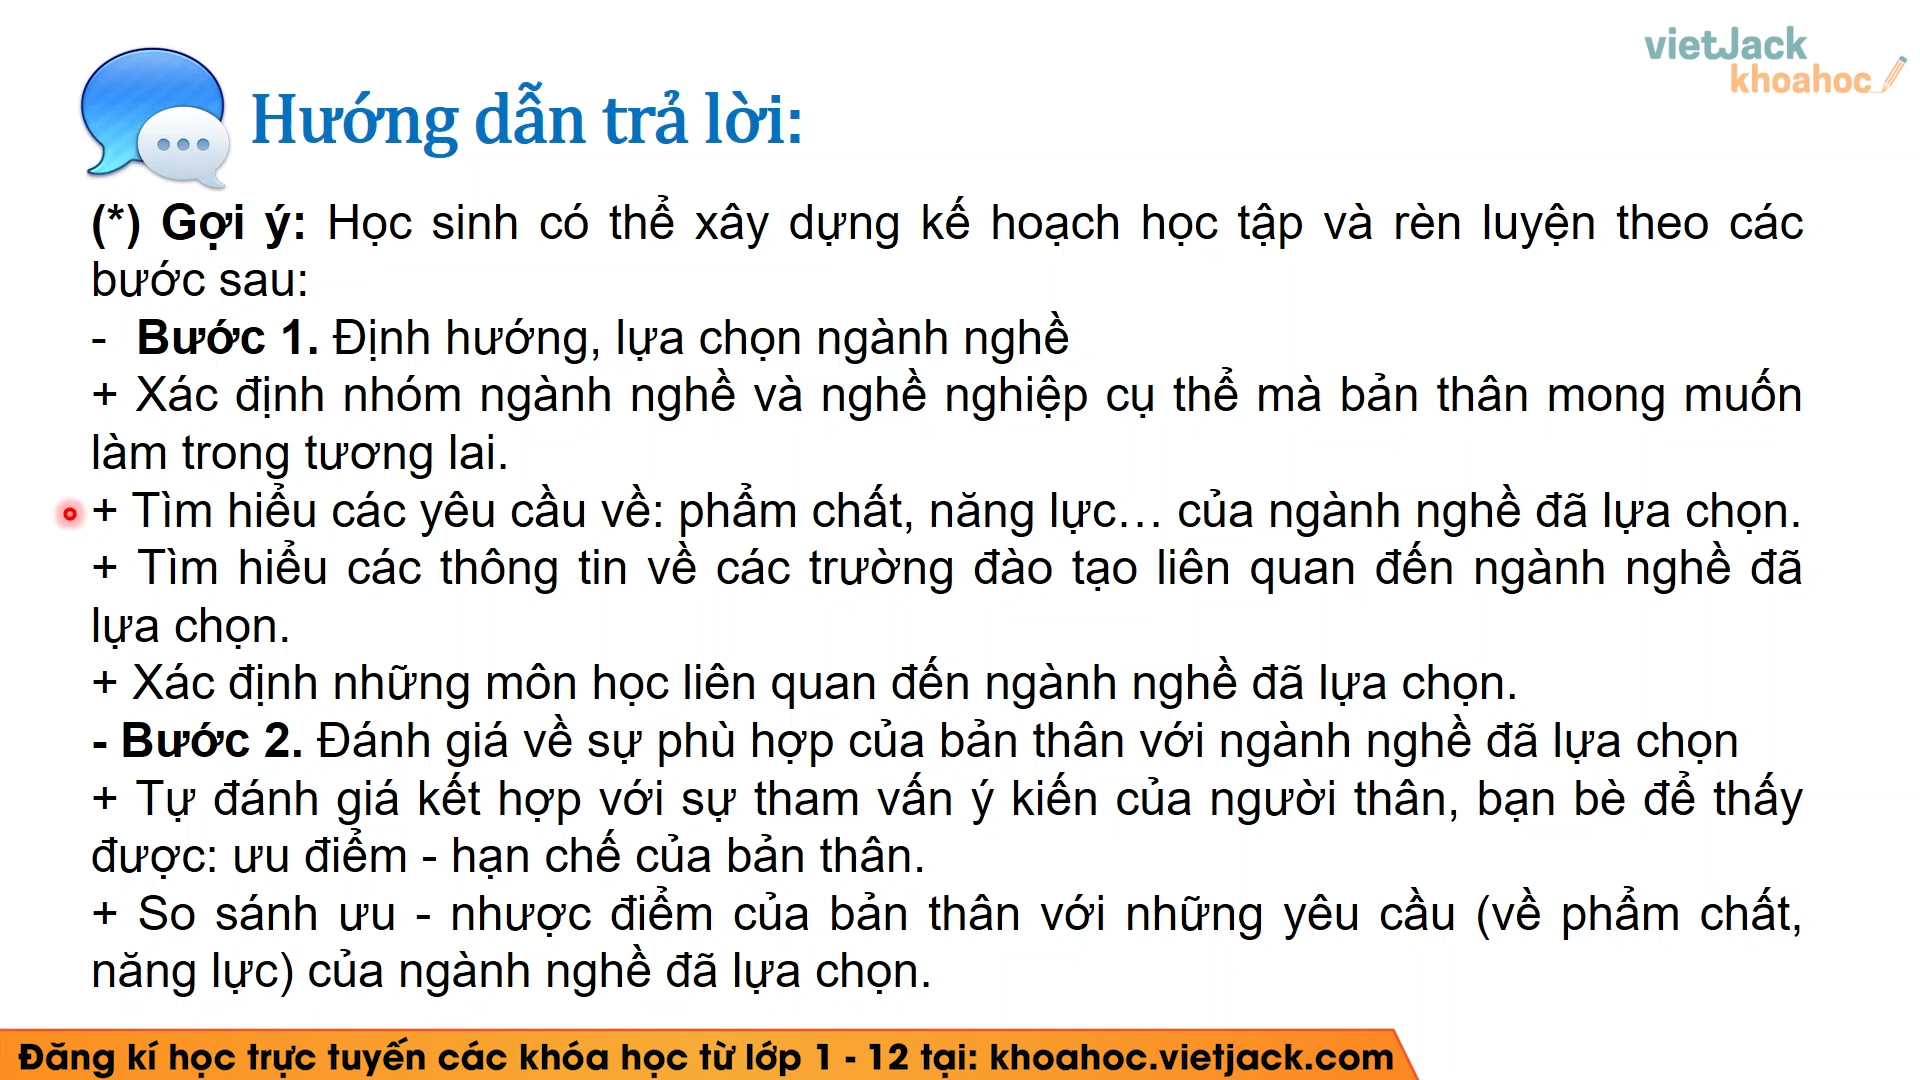 vietJack
khoahoc
Hướng dẫn trả lời:
(*) Gợi ý: Học sinh có thể xây dựng kế hoạch học tập và rèn luyện theo các
bước sau:
- Bước 1. Định hướng, lựa chọn ngành nghề
+ Xác định nhóm ngành nghề và nghề nghiệp cụ thể mà bản thân mong muốn
làm trong tương lai.
+ Tìm hiểu các yêu cầu về: phẩm chất, năng lực… của ngành nghề đã lựa chọn.
+ Tìm hiểu các thông tin về các trường đào tạo liên quan đến ngành nghề đã
lựa chọn.
+ Xác định những môn học liên quan đến ngành nghề đã lựa chọn.
- Bước 2. Đánh giá về sự phù hợp của bản thân với ngành nghề đã lựa chọn
+ Tự đánh giá kết hợp với sự tham vấn ý kiến của người thân, bạn bè để thấy
được: ưu điểm - hạn chế của bản thân.
+ So sánh ưu - nhược điểm của bản thân với những yêu cầu (về phẩm chất,
năng lực) của ngành nghề đã lựa chọn.
Đăng kí học trực tuyến các khóa học từ lớp 1 - 12 tại: khoahoc.vietjack.com